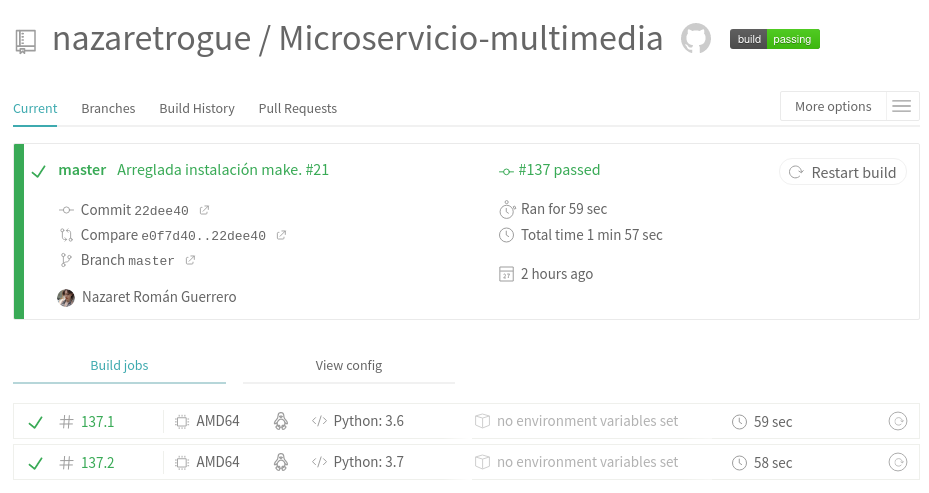 nazaretrogue / Microservicio-multimedia build passing
Current Branches Build History Pull Requests More options
master Arreglada instalación make. #21 #137 passed Restart build
Commit 22dee40 Ran for 59 sec
Compare e0f7d40..22dee40 Total time 1 min 57 sec
Branch master
27 2 hours ago
Nazaret Román Guerrero
Build jobs View config
# 137.1 AMD64 </> Python: 3.6 no environment variables set 59 sec
# 137.2 AMD64 </> Python: 3.7 no environment variables set 58 sec